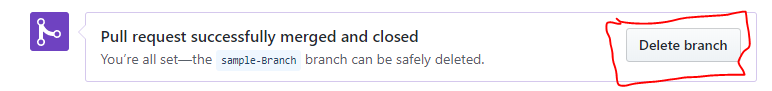 Pull request successfully merged and closed
You’re all set—the sample-Branch branch can be safely deleted.
Delete branch